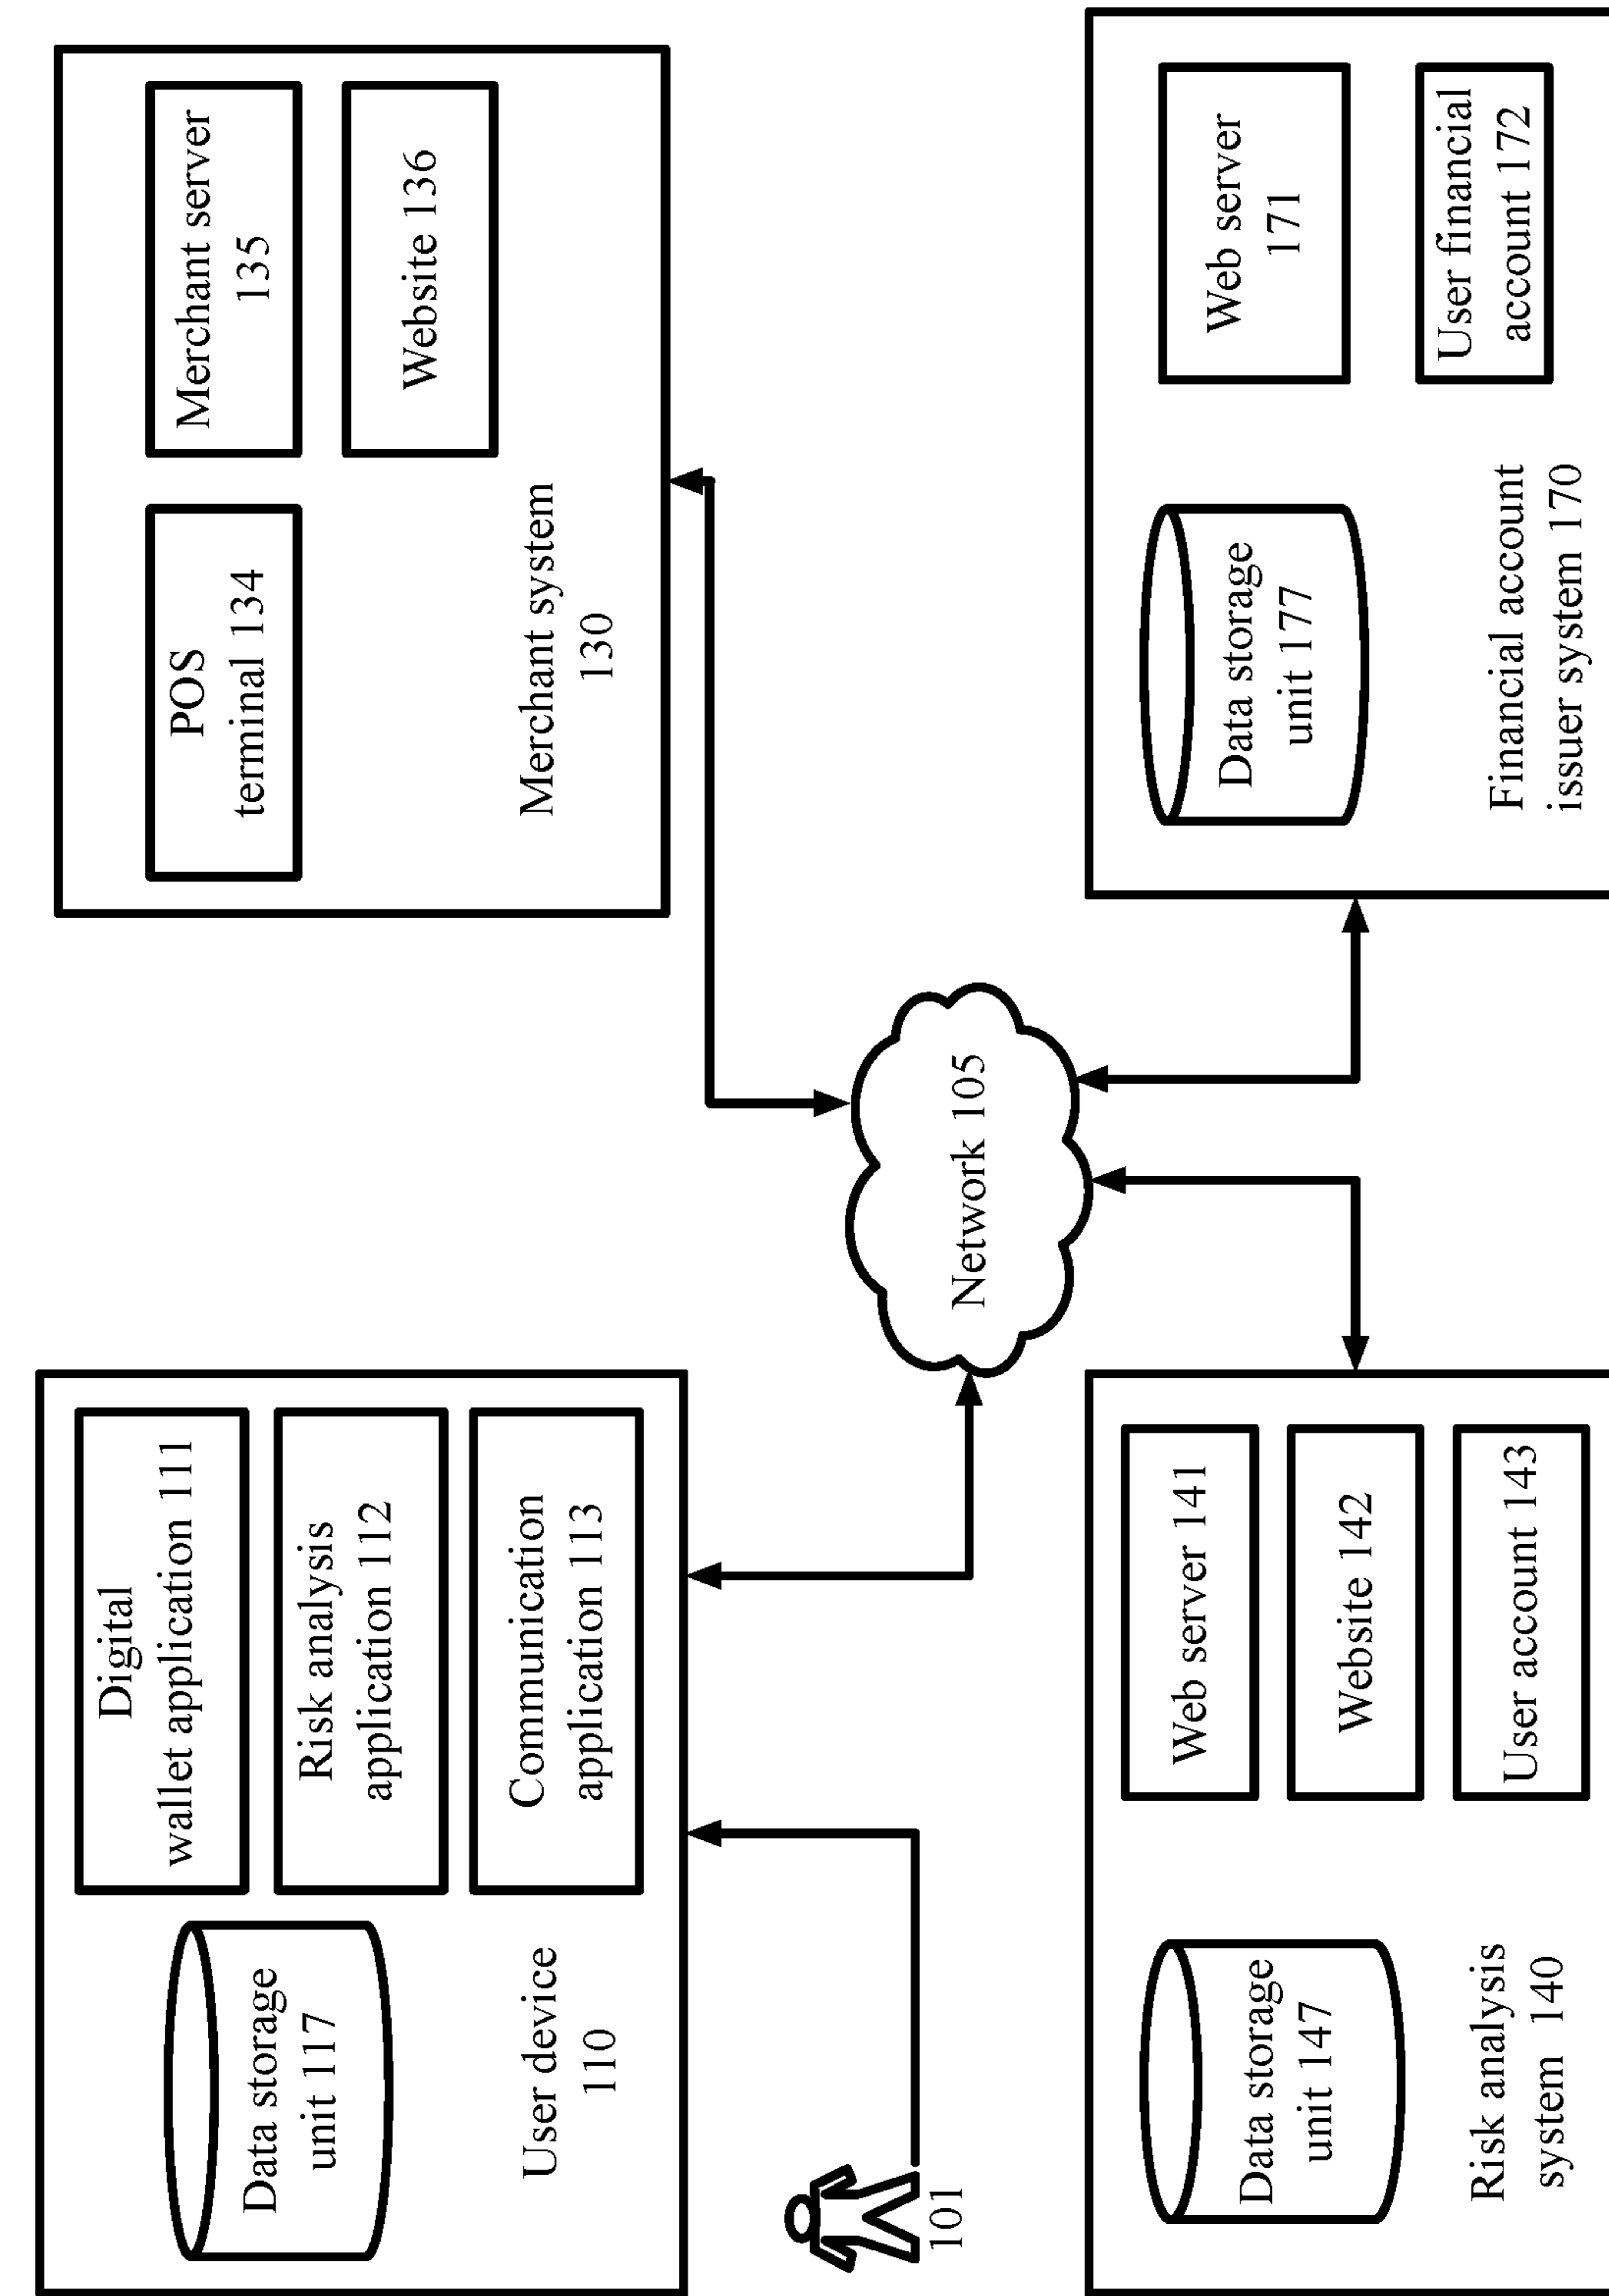 Digital
wallet application 111
Risk analysis
application 112
Communication
application 113
Data storage
unit 117
User device
110
101
POS
terminal 134
Merchant server
135
Website 136
Merchant system
130
Network 105
Data storage
unit 147
Web server 141
Website 142
User account 143
Risk analysis
system 140
Data storage
unit 177
Web server
171
User financial
account 172
Financial account
issuer system 170